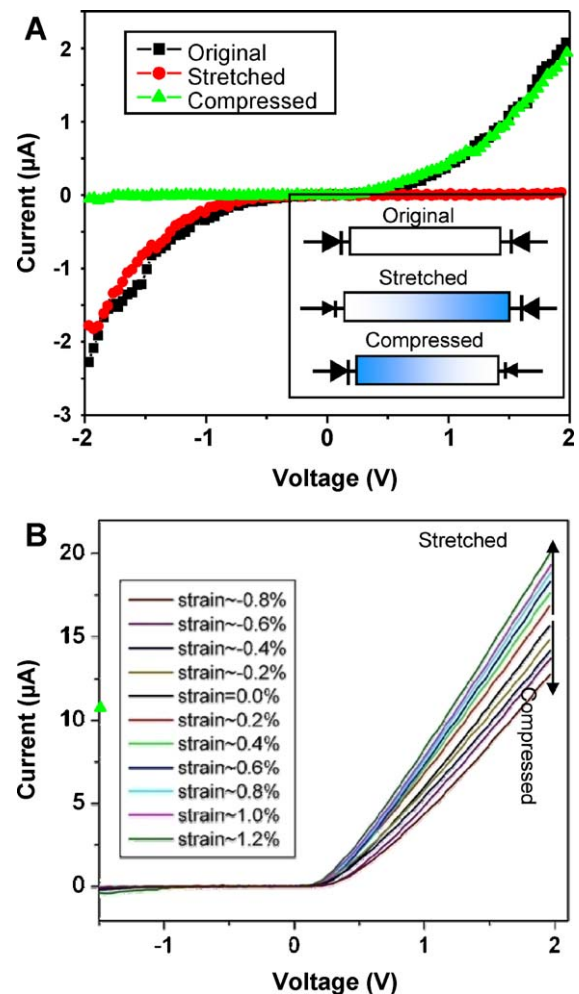 A
Original
Stretched
Compressed
Current (µA)
2
1
0
-1
-2
-3
Original
Stretched
Compressed
-2
-1
0
1
2
Voltage (V)
B
Stretched
Compressed
strain~-0.8%
strain~-0.6%
strain~-0.4%
strain~-0.2%
strain=0.0%
strain~0.2%
strain~0.4%
strain~0.6%
strain~0.8%
strain~1.0%
strain~1.2%
Current (µA)
20
15
10
5
0
-1
0
1
2
Voltage (V)